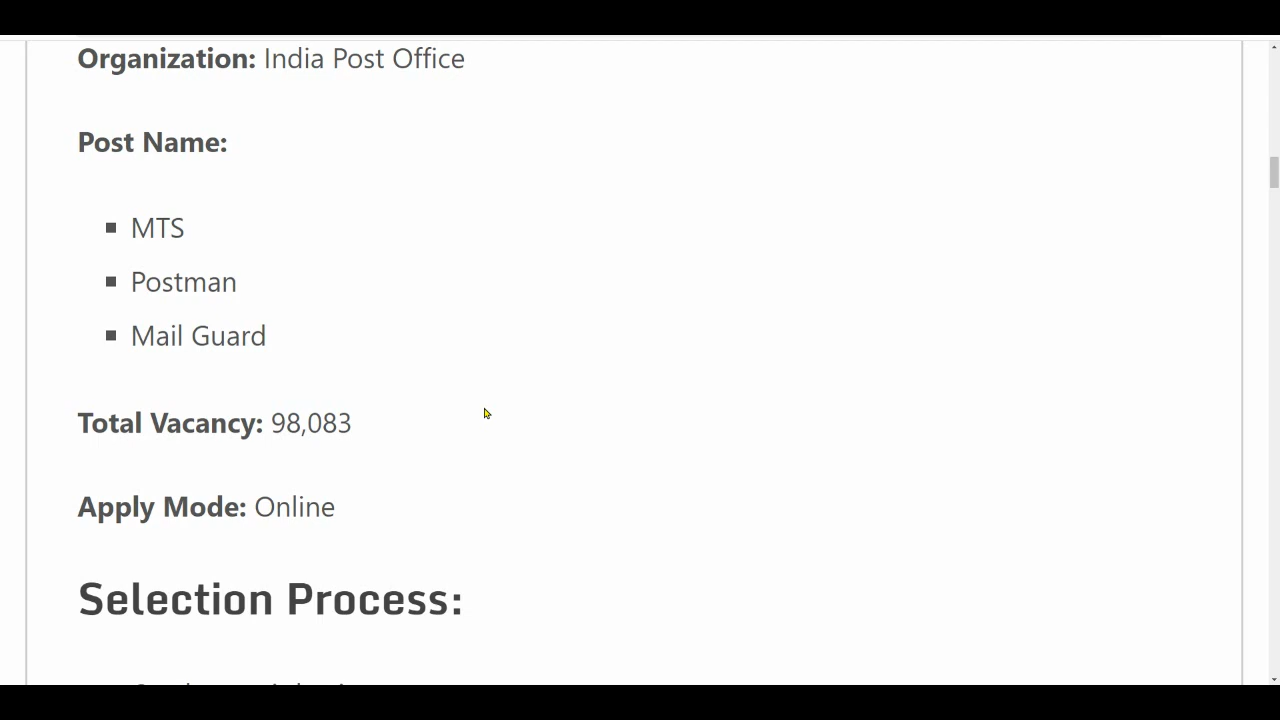 Organization: India Post Office
Post Name:
MTS
Postman
Mail Guard
Total Vacancy: 98,083
Apply Mode: Online
Selection Process: